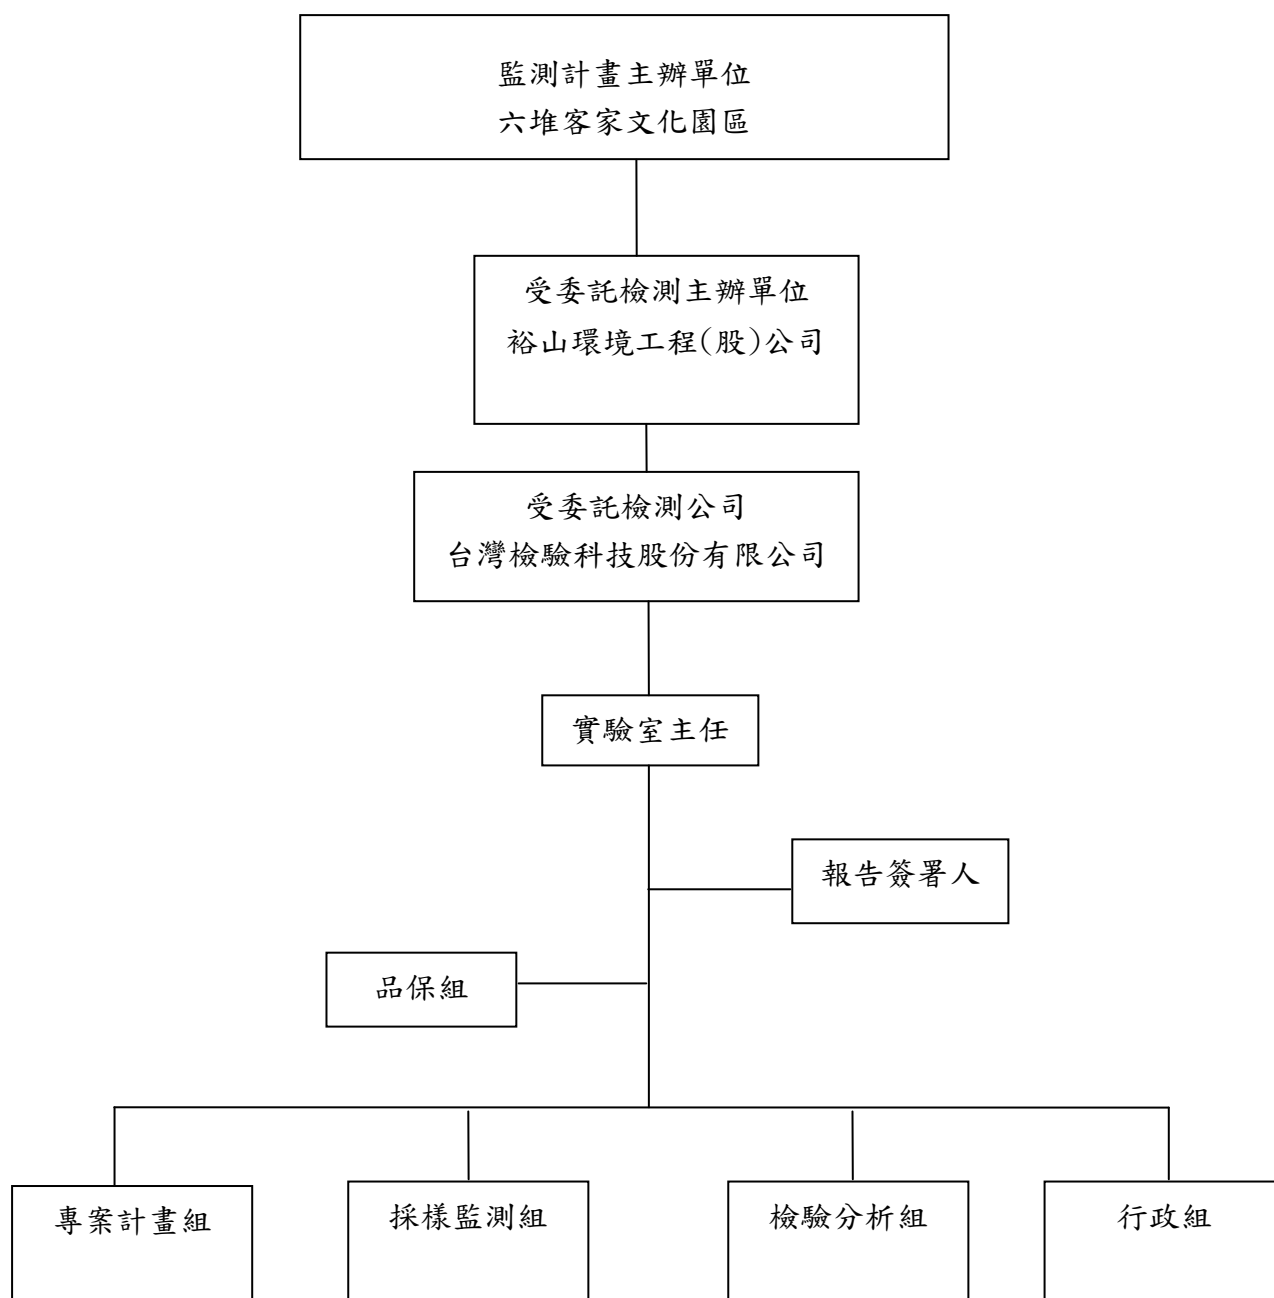 監測計畫主辦單位
六堆客家文化園區
受委託檢測主辦單位
裕山環境工程(股)公司
受委託檢測公司
台灣檢驗科技股份有限公司
實驗室主任
報告簽署人
品保組
專案計畫組
採樣監測組
檢驗分析組
行政組